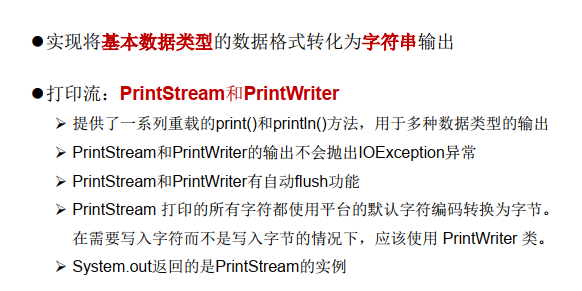 ●实现将基本数据类型的数据格式转化为字符串输出
●打印流：PrintStream和PrintWriter
➢ 提供了一系列重载的print()和println()方法，用于多种数据类型的输出
➢ PrintStream和PrintWriter的输出不会抛出IOException异常
➢ PrintStream和PrintWriter有自动flush功能
➢ PrintStream 打印的所有字符都使用平台的默认字符编码转换为字节。
在需要写入字符而不是写入字节的情况下，应该使用 PrintWriter 类。
➢ System.out返回的是PrintStream的实例